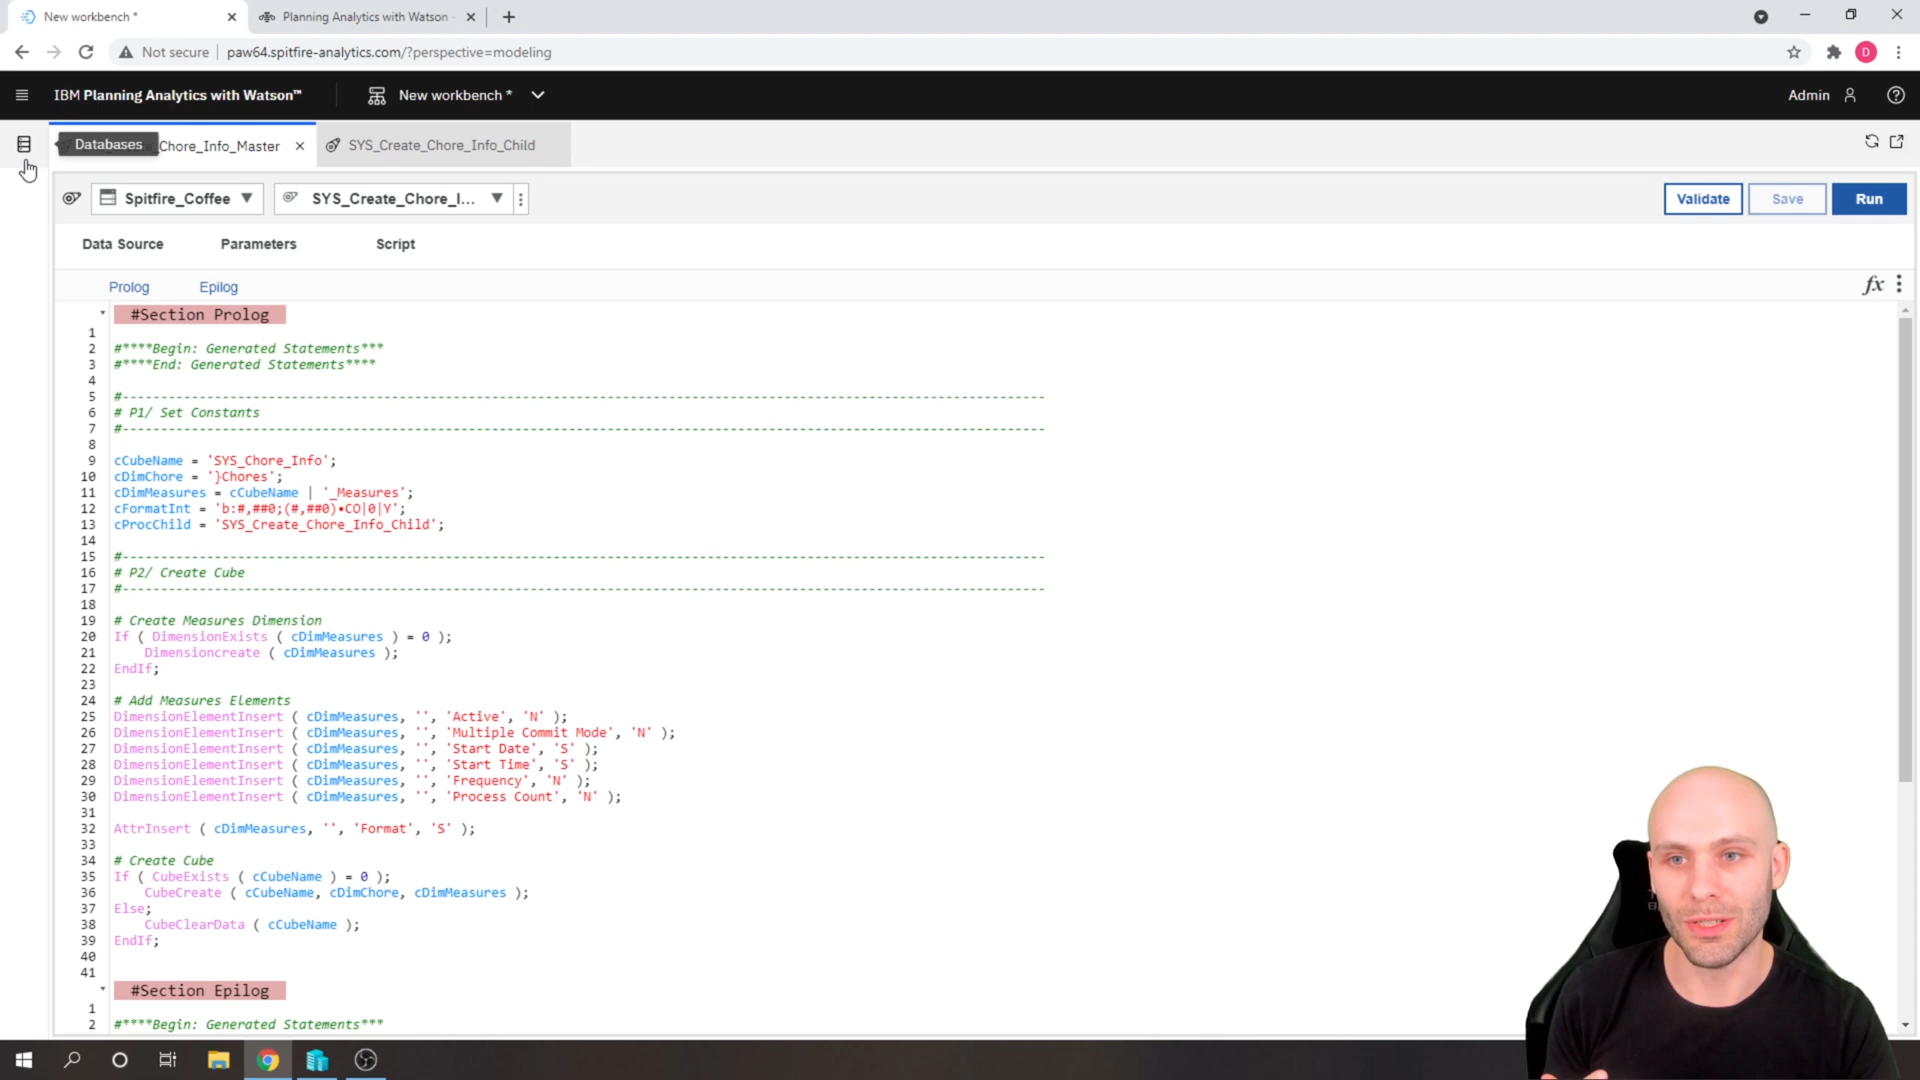 New workbench *
Planning Analytics with Watson
Not secure
paw64.spitfire-analytics.com/?perspective=modeling
D
IBM Planning Analytics with Watson™
New workbench *
Admin
Databases
Chore_Info_Master
SYS_Create_Chore_Info_Child
Spitfire_Coffee
SYS_Create_Chore_I...
Validate
Save
Run
Data Source
Parameters
Script
Prolog
Epilog
fx
#Section Prolog
1
2 #****Begin: Generated Statements***
3 #****End: Generated Statements****
4
5 #-------------------------------------------------------------------------------------------------------------------------
6 # P1/ Set Constants
7 #-------------------------------------------------------------------------------------------------------------------------
8
9 cCubeName = 'SYS_Chore_Info';
10 cDimChore = '}Chores';
11 cDimMeasures = cCubeName | '_Measures';
12 cFormatInt = 'b:#,##0;(#,##0)•CO|0|Y';
13 cProcChild = 'SYS_Create_Chore_Info_Child';
14
15 #-------------------------------------------------------------------------------------------------------------------------
16 # P2/ Create Cube
17 #-------------------------------------------------------------------------------------------------------------------------
18
19 # Create Measures Dimension
20 If ( DimensionExists ( cDimMeasures ) = 0 );
21 Dimensioncreate ( cDimMeasures );
22 EndIf;
23
24 # Add Measures Elements
25 DimensionElementInsert ( cDimMeasures, '', 'Active', 'N' );
26 DimensionElementInsert ( cDimMeasures, '', 'Multiple Commit Mode', 'N' );
27 DimensionElementInsert ( cDimMeasures, '', 'Start Date', 'S' );
28 DimensionElementInsert ( cDimMeasures, '', 'Start Time', 'S' );
29 DimensionElementInsert ( cDimMeasures, '', 'Frequency', 'N' );
30 DimensionElementInsert ( cDimMeasures, '', 'Process Count', 'N' );
31
32 AttrInsert ( cDimMeasures, '', 'Format', 'S' );
33
34 # Create Cube
35 If ( CubeExists ( cCubeName ) = 0 );
36 CubeCreate ( cCubeName, cDimChore, cDimMeasures );
37 Else;
38 CubeClearData ( cCubeName );
39 EndIf;
40
41
#Section Epilog
1
2 #****Begin: Generated Statements***